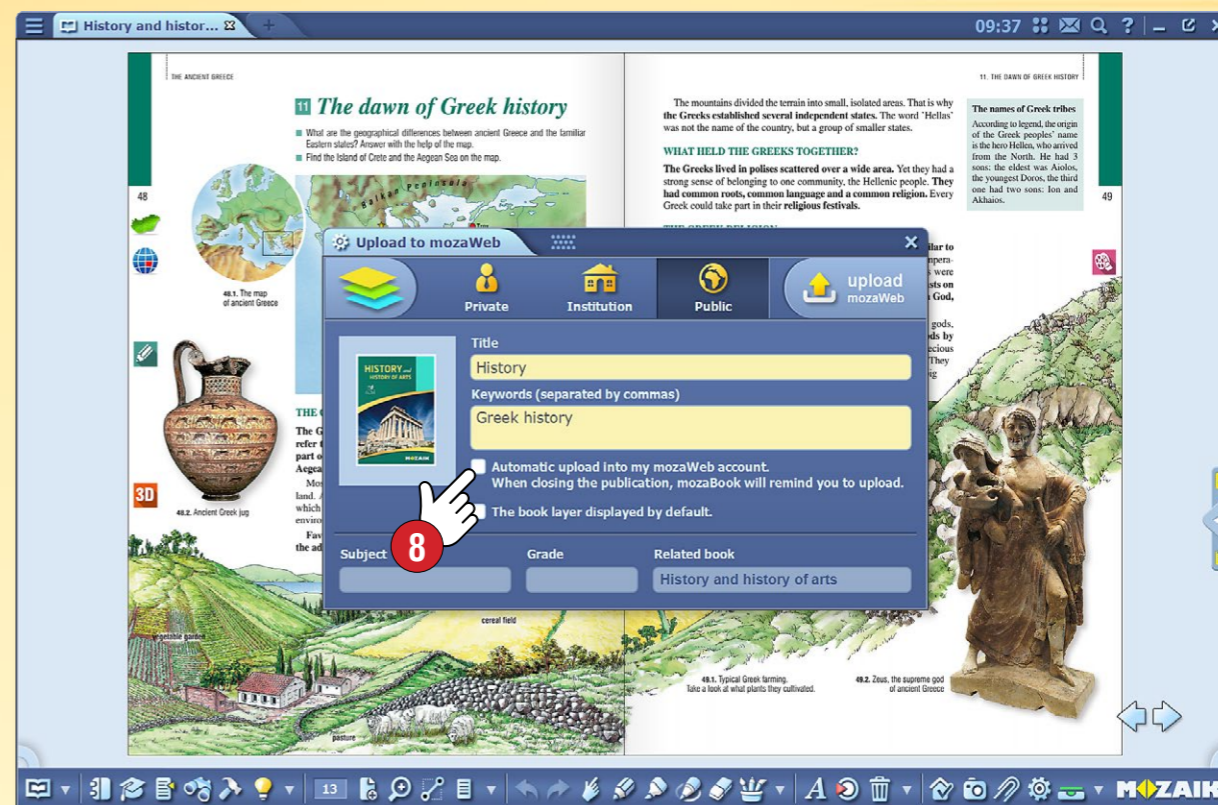 History and histor...
09:37
THE ANCIENT GREECE
11 The dawn of Greek history
What are the geographical differences between ancient Greece and the familiar
Eastern states? Answer with the help of the map.
Find the Island of Crete and the Aegean Sea on the map.
48
Balkan Peninsula
48.1. The map
of ancient Greece
3D
48.2. Ancient Greek jug
The G
refer t
part o
Aegea
Mos
land. A
which
enviro
Fav
the ad
vegetable garden
cereal field
pasture
11. THE DAWN OF GREEK HISTORY
The mountains divided the terrain into small, isolated areas. That is why
the Greeks established several independent states. The word "Hellas"
was not the name of the country, but a group of smaller states.
WHAT HELD THE GREEKS TOGETHER?
The Greeks lived in polises scattered over a wide area. Yet they had a
strong sense of belonging to one community, the Hellenic people. They
had common roots, common language and a common religion. Every
Greek could take part in their religious festivals.
The names of Greek tribes
According to legend, the origin
of the Greek peoples' name
is the hero Hellen, who arrived
from the North. He had 3
sons: the eldest was Aiolos,
the youngest Doros, the third
one had two sons: Ion and
Akhaios.
49
49.1. Typical Greek farming.
Take a look at what plants they cultivated.
49.2. Zeus, the supreme god
of ancient Greece
Upload to mozaWeb
Private
Institution
Public
upload
mozaWeb
HISTORY and
HISTORY OF ARTS
MOZAIK
Title
History
Keywords (separated by commas)
Greek history
Automatic upload into my mozaWeb account.
When closing the publication, mozaBook will remind you to upload.
The book layer displayed by default.
8
Subject
Grade
Related book
History and history of arts
13
MOZAIK